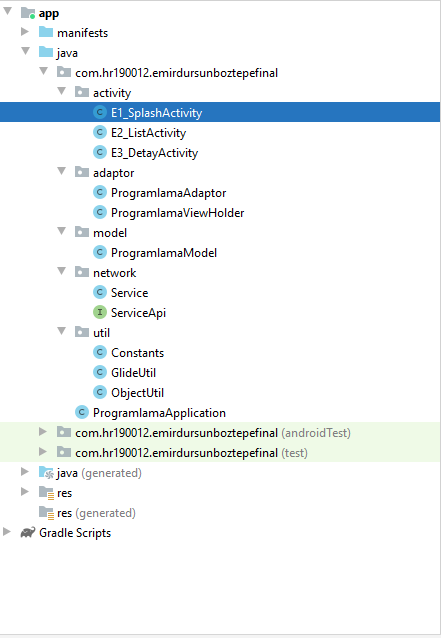 app
manifests
java
com.hr190012.emirdursunboztepefinal
activity
E1_SplashActivity
E2_ListActivity
E3_DetayActivity
adaptor
ProgramlamaAdaptor
ProgramlamaViewHolder
model
ProgramlamaModel
network
Service
ServiceApi
util
Constants
GlideUtil
ObjectUtil
ProgramlamaApplication
com.hr190012.emirdursunboztepefinal (androidTest)
com.hr190012.emirdursunboztepefinal (test)
java (generated)
res
res (generated)
Gradle Scripts